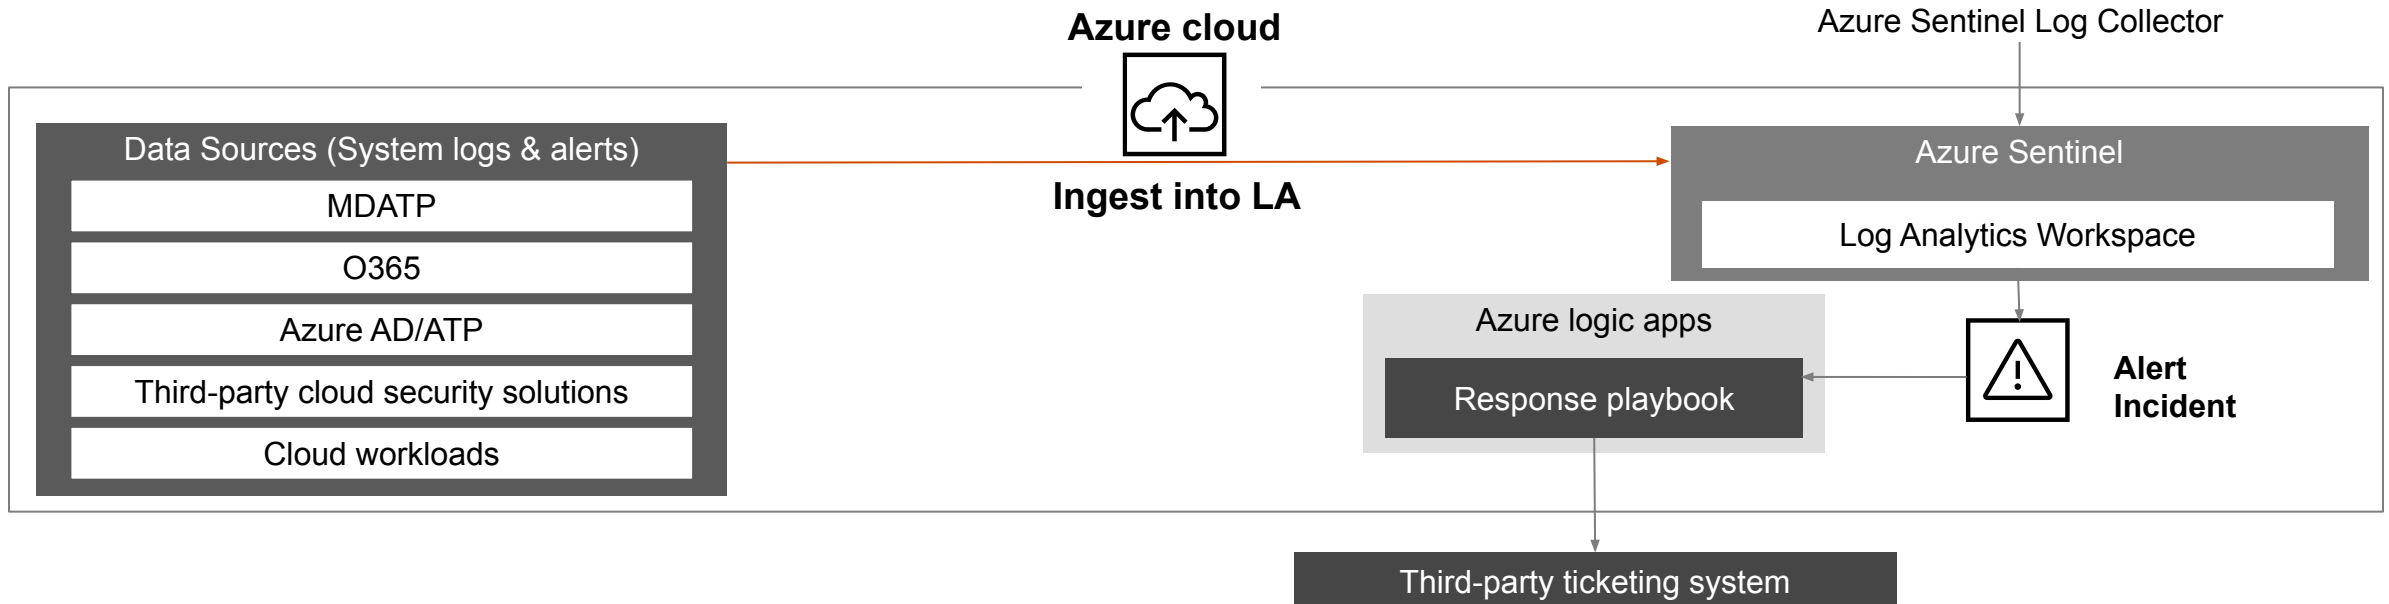 Azure cloud
Azure Sentinel Log Collector
Data Sources (System logs & alerts)
MDATP
O365
Azure AD/ATP
Third-party cloud security solutions
Cloud workloads
Ingest into LA
Azure Sentinel
Log Analytics Workspace
Alert
Incident
Azure logic apps
Response playbook
Third-party ticketing system